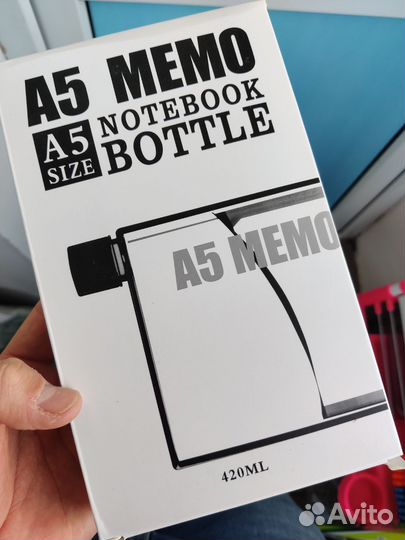 A5 MEMO
A5 SIZE NOTEBOOK BOTTLE
A5 MEMO
420ML
Avito